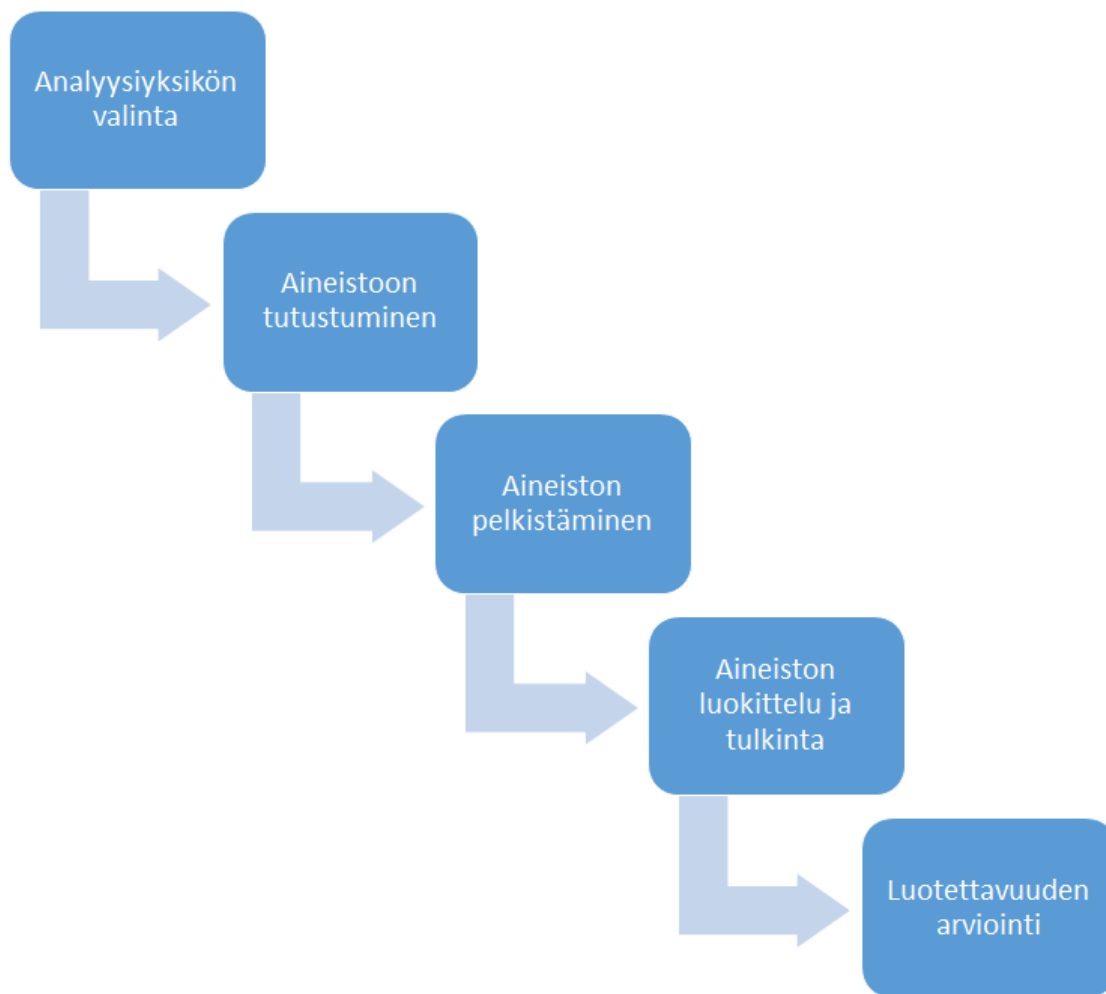 Analyysiyksikön
valinta
Aineistoon
tutustuminen
Aineiston
pelkistäminen
Aineiston
luokittelu ja
tulkinta
Luotettavuuden
arviointi